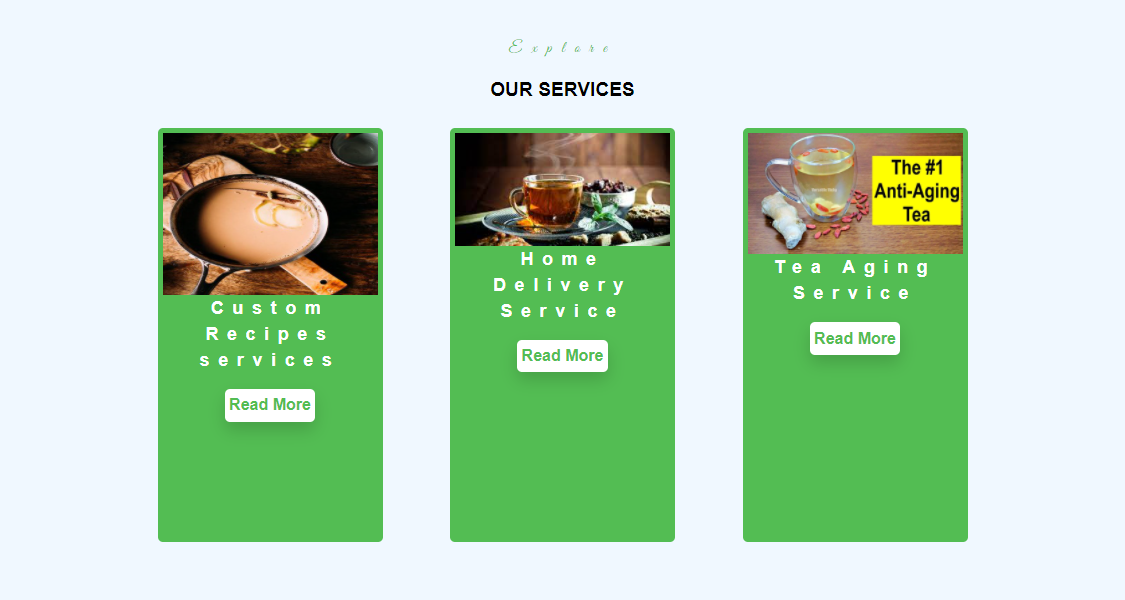 Explore
OUR SERVICES
Custom
Recipes
services
Read More
Home
Delivery
Service
Read More
The #1
Anti-Aging
Tea
Tea Aging
Service
Read More